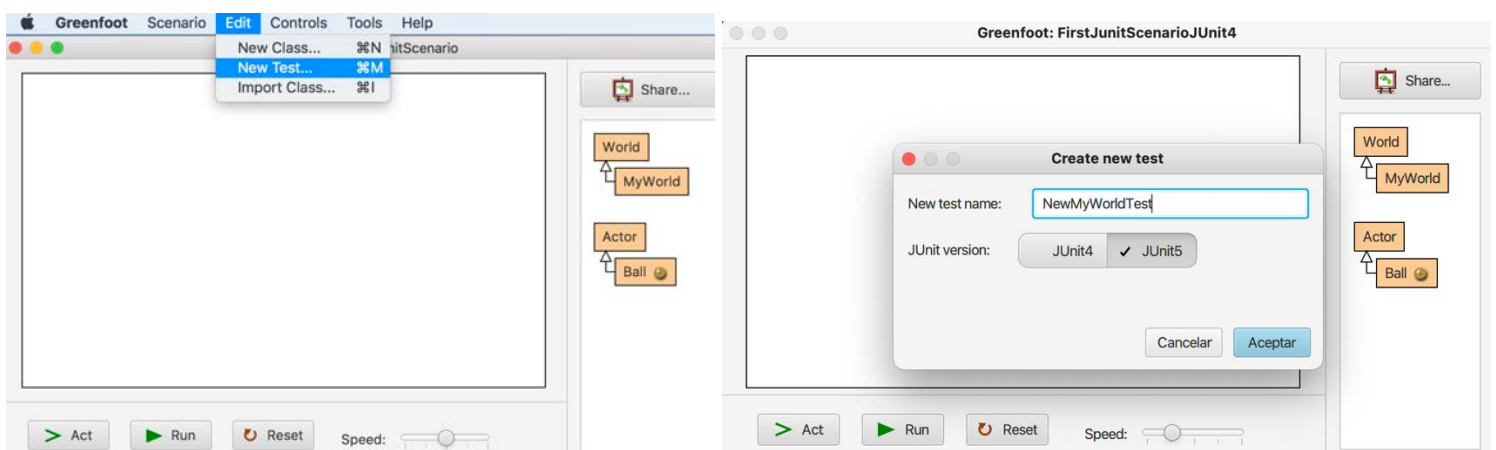 Greenfoot Scenario Edit Controls Tools Help
New Class... ⌘N
nitScenario
New Test... ⌘M
Import Class... ⌘I
Share...
World
MyWorld
Actor
Ball
Act
Run
Reset
Speed:
Greenfoot: FirstJunitScenarioJUnit4
Share...
Create new test
New test name: NewMyWorldTest
JUnit version: JUnit4 ✓ JUnit5
Cancelar Aceptar
World
MyWorld
Actor
Ball
Act
Run
Reset
Speed: